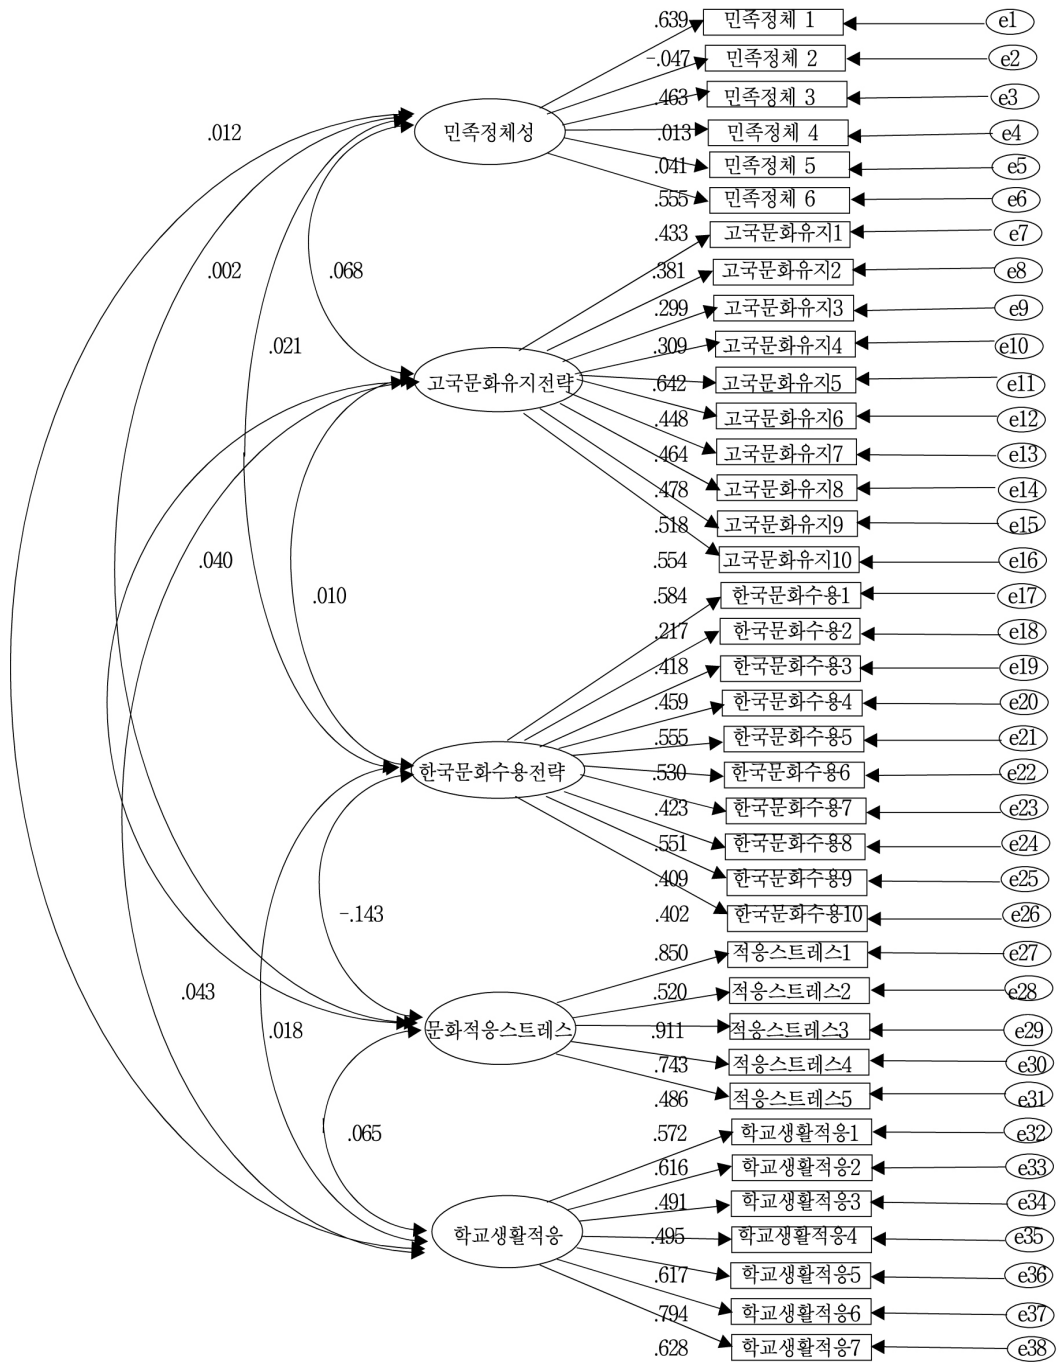 .639 민족정체 1 e1
-.047 민족정체 2 e2
.463 민족정체 3 e3
.012 민족정체성 .013 민족정체 4 e4
.041 민족정체 5 e5
.555 민족정체 6 e6
.433 고국문화유지1 e7
.002 .068 .381 고국문화유지2 e8
.299 고국문화유지3 e9
.021 .309 고국문화유지4 e10
고국문화유지전략 .642 고국문화유지5 e11
.448 고국문화유지6 e12
.464 고국문화유지7 e13
.478 고국문화유지8 e14
.518 고국문화유지9 e15
.040 .554 고국문화유지10 e16
.010 .584 한국문화수용1 e17
.217 한국문화수용2 e18
.418 한국문화수용3 e19
.459 한국문화수용4 e20
.555 한국문화수용5 e21
한국문화수용전략 .530 한국문화수용6 e22
.423 한국문화수용7 e23
.551 한국문화수용8 e24
.409 한국문화수용9 e25
-.143 .402 한국문화수용10 e26
.850 적응스트레스1 e27
.043 .520 적응스트레스2 e28
.018 문화적응스트레스 .911 적응스트레스3 e29
.743 적응스트레스4 e30
.486 적응스트레스5 e31
.065 .572 학교생활적응1 e32
.616 학교생활적응2 e33
.491 학교생활적응3 e34
학교생활적응 .495 학교생활적응4 e35
.617 학교생활적응5 e36
.794 학교생활적응6 e37
.628 학교생활적응7 e38